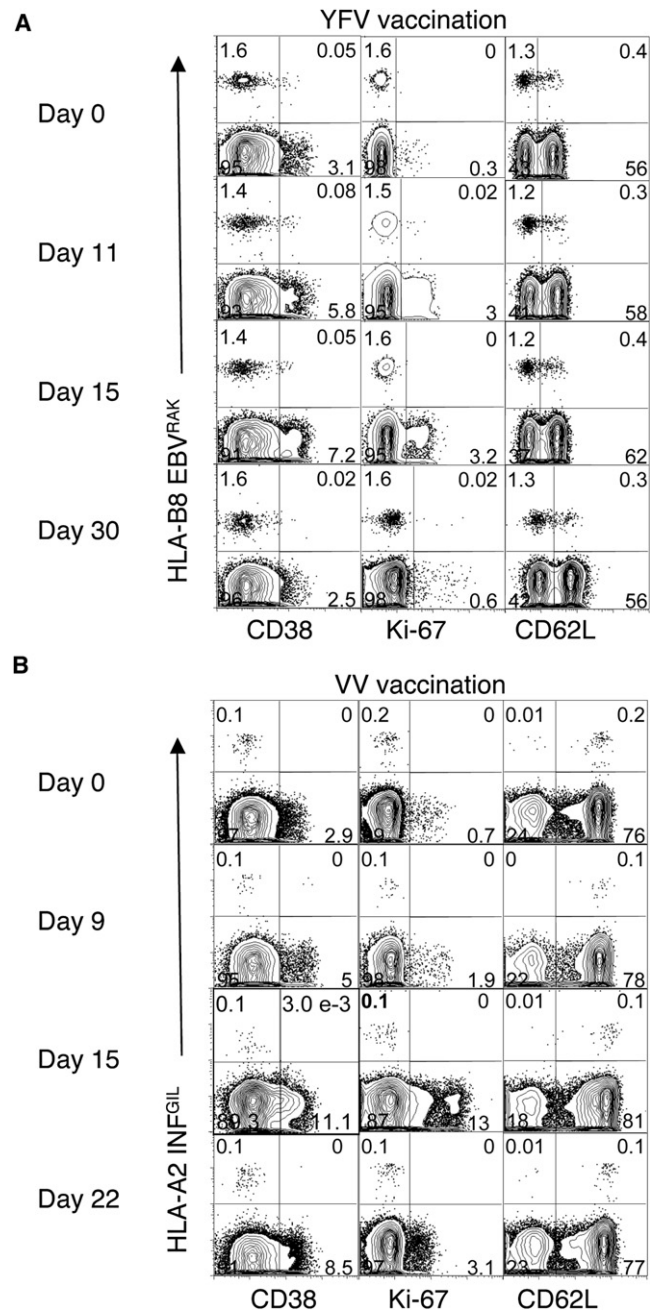 A
YFV vaccination
1.6 0.05 1.6 0 1.3 0.4
Day 0
95 3.1 98 0.3 43 56
1.4 0.08 1.5 0.02 1.2 0.3
Day 11
93 5.8 95 3 41 58
1.4 0.05 1.6 0 1.2 0.4
Day 15
91 7.2 95 3.2 37 62
1.6 0.02 1.6 0.02 1.3 0.3
Day 30
96 2.5 98 0.6 42 56
HLA-B8 EBVRAK
CD38 Ki-67 CD62L
B
VV vaccination
0.1 0 0.2 0 0.01 0.2
Day 0
2.9 0.7 24 76
0.1 0 0.1 0 0 0.1
Day 9
95 5 98 1.9 22 78
0.1 3.0 e-3 0.1 0 0.01 0.1
Day 15
89.3 11.1 87 13 18 81
0.1 0 0.1 0 0.01 0.1
Day 22
8.5 97 3.1 23 77
HLA-A2 INFGIL
CD38 Ki-67 CD62L